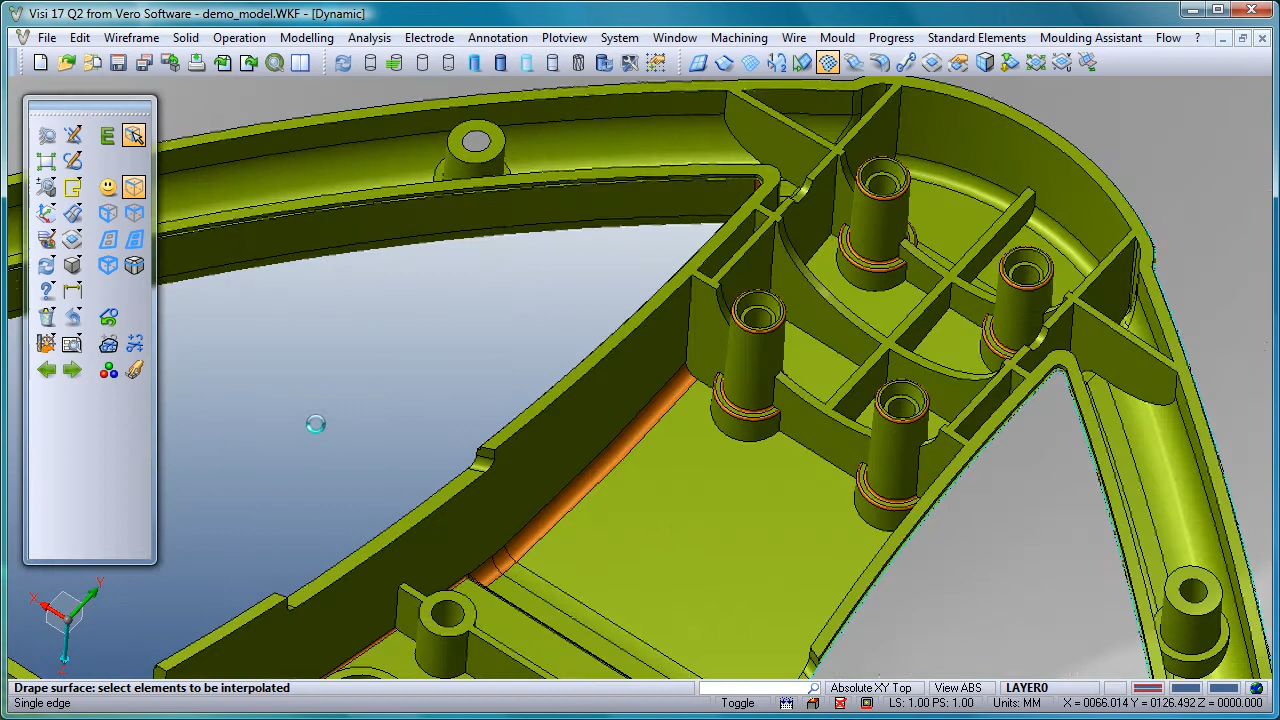 Visi 17 Q2 from Vero Software - demo_model.WKF - [Dynamic]
File Edit Wireframe Solid Operation Modelling Analysis Electrode Annotation Plotview System Window Machining Wire Mould Progress Standard Elements Moulding Assistant Flow ?
E
X
Y
Z
Drape surface: select elements to be interpolated
Absolute XY Top
View ABS
LAYER0
Single edge
Toggle
LS: 1.00 PS: 1.00
Units: MM
X = 0066.014 Y = 0126.492 Z = 0000.000